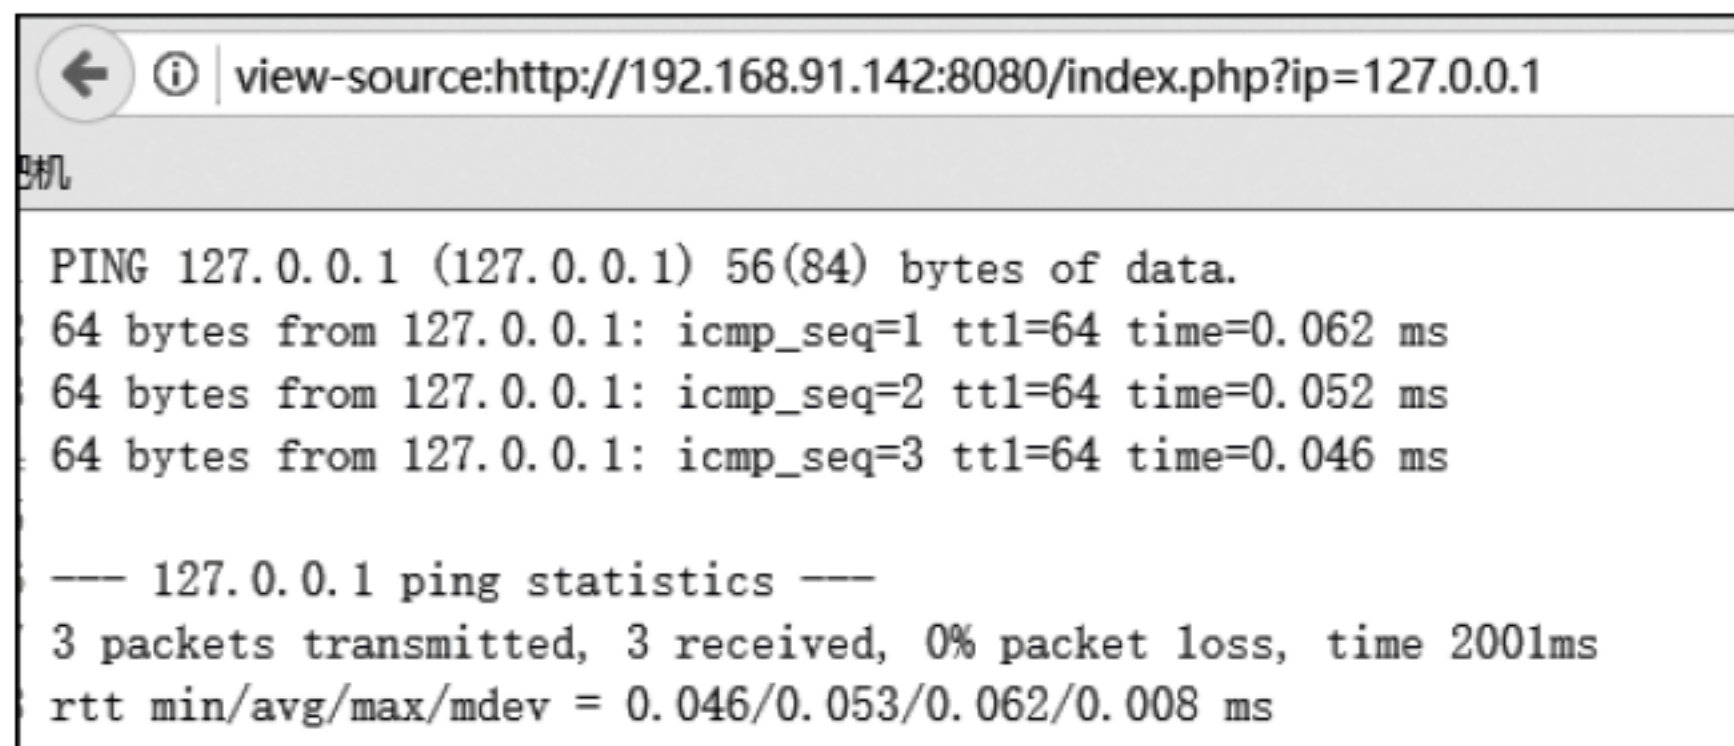 view-source:http://192.168.91.142:8080/index.php?ip=127.0.0.1
机
PING 127.0.0.1 (127.0.0.1) 56(84) bytes of data.
64 bytes from 127.0.0.1: icmp_seq=1 ttl=64 time=0.062 ms
64 bytes from 127.0.0.1: icmp_seq=2 ttl=64 time=0.052 ms
64 bytes from 127.0.0.1: icmp_seq=3 ttl=64 time=0.046 ms
--- 127.0.0.1 ping statistics ---
3 packets transmitted, 3 received, 0% packet loss, time 2001ms
rtt min/avg/max/mdev = 0.046/0.053/0.062/0.008 ms